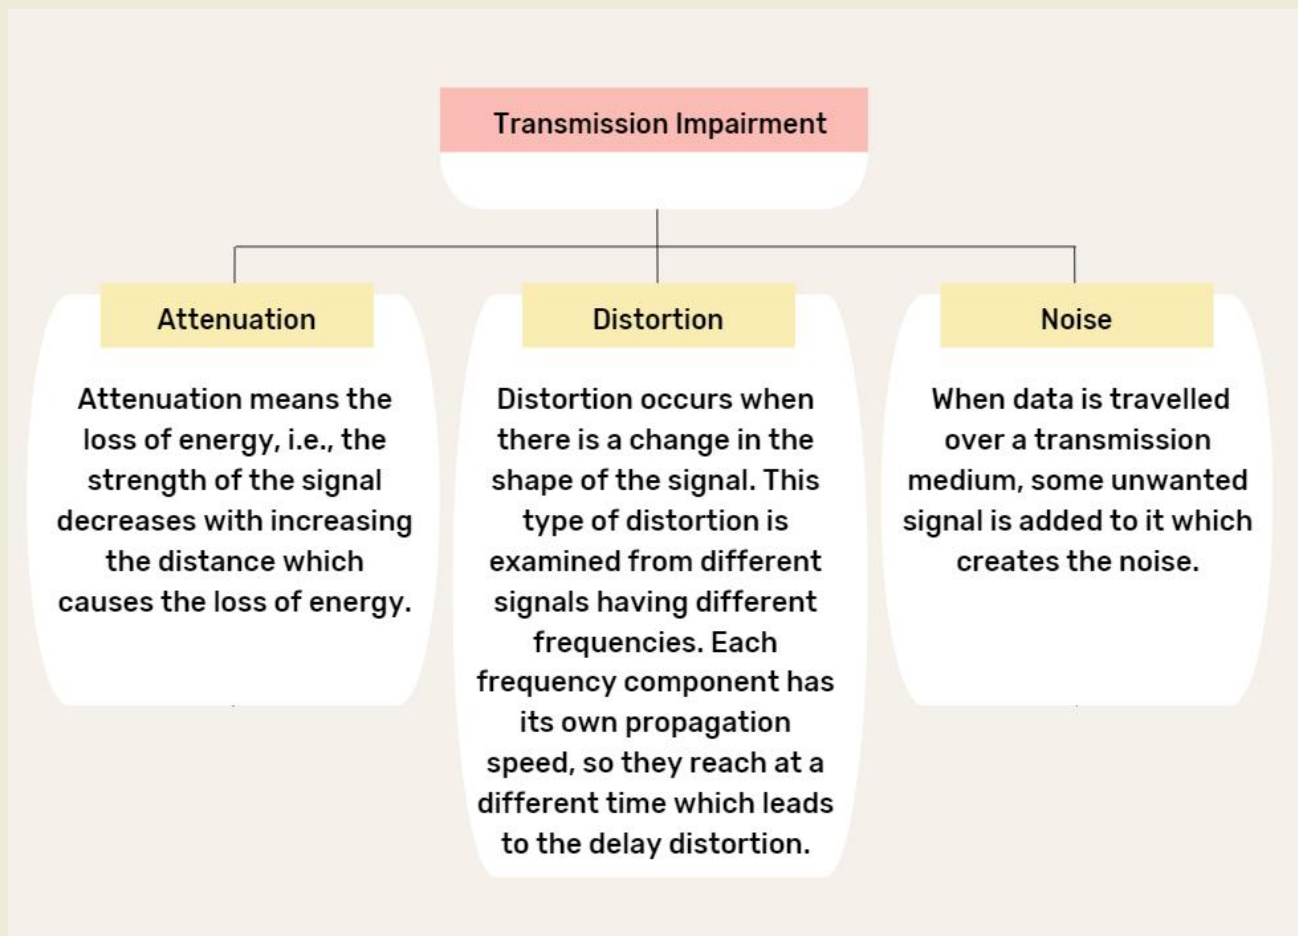 Transmission Impairment
Attenuation
Attenuation means the
loss of energy, i.e., the
strength of the signal
decreases with increasing
the distance which
causes the loss of energy.
Distortion
Distortion occurs when
there is a change in the
shape of the signal. This
type of distortion is
examined from different
signals having different
frequencies. Each
frequency component has
its own propagation
speed, so they reach at a
different time which leads
to the delay distortion.
Noise
When data is travelled
over a transmission
medium, some unwanted
signal is added to it which
creates the noise.